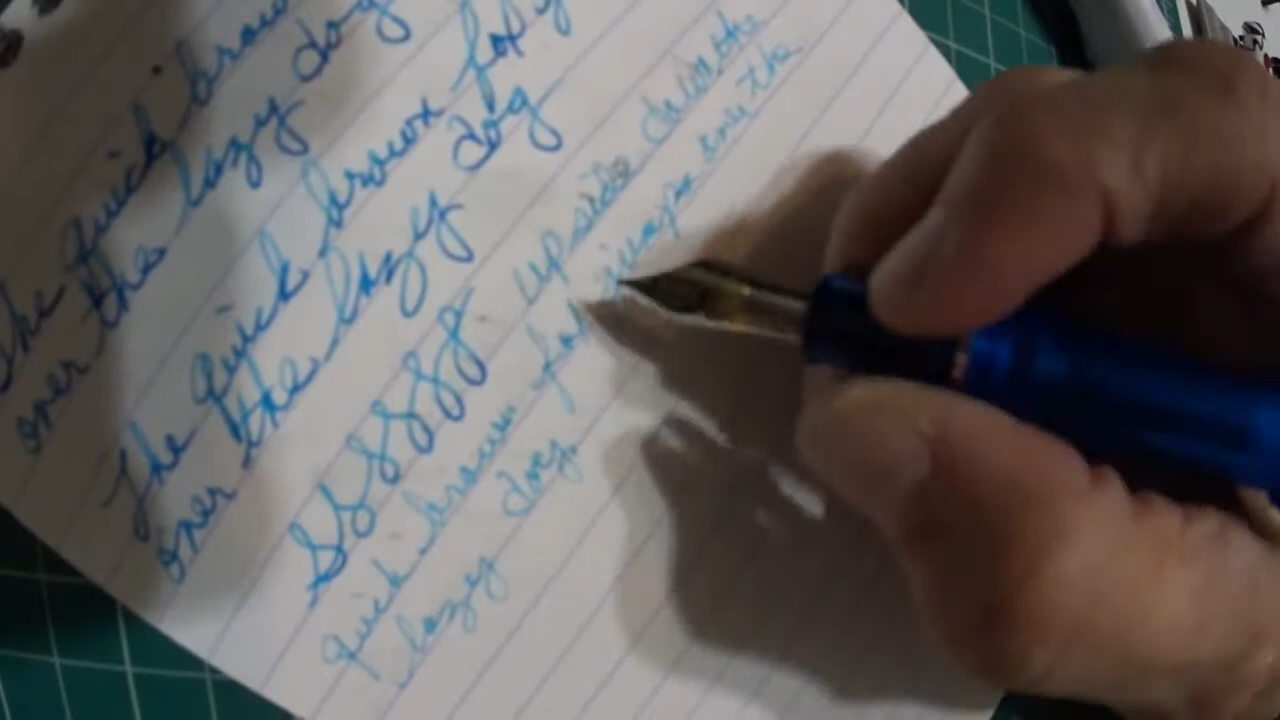 The quick brown
over the lazy dog
The quick brown fox
over the lazy dog
S S S S S upside down the
quick brown fox jumps over the
lazy dog.